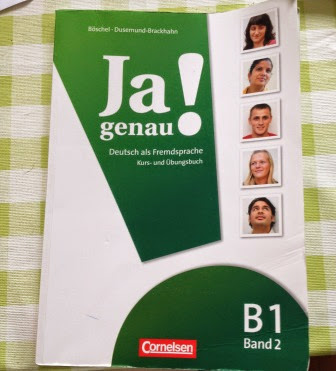 Böschel · Dusemund-Brackhahn
Ja
genau!
Deutsch als Fremdsprache
Kurs- und Übungsbuch
B1
Band 2
Cornelsen